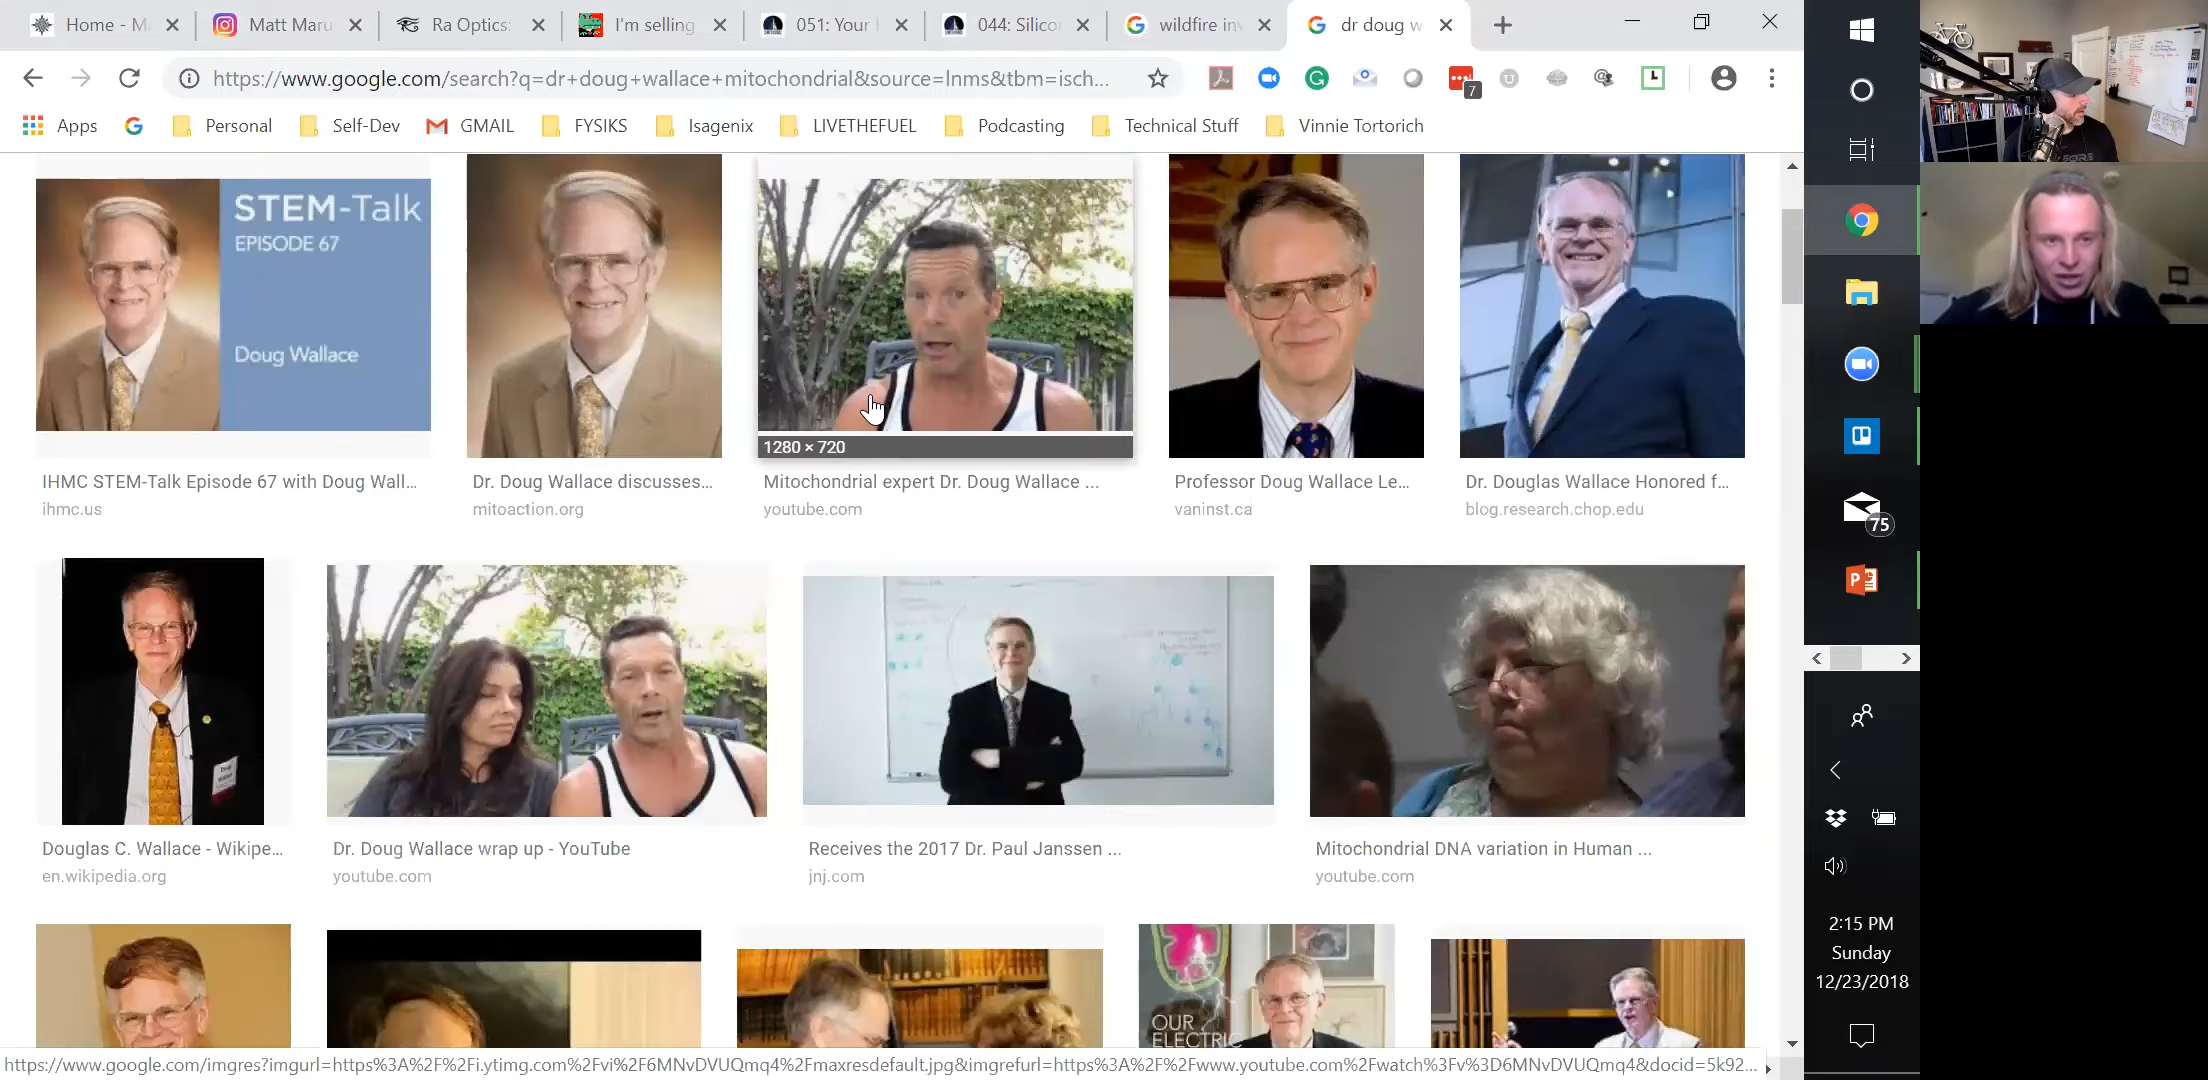 Home - M
Matt Maru
Ra Optics:
I'm selling
051: Your
044: Silico
wildfire in
dr doug w
https://www.google.com/search?q=dr+doug+wallace+mitochondrial&source=lnms&tbm=isch...
7
Apps
Personal
Self-Dev
GMAIL
FYSIKS
Isagenix
LIVETHEFUEL
Podcasting
Technical Stuff
Vinnie Tortorich
STEM-Talk
EPISODE 67
Doug Wallace
1280 × 720
IHMC STEM-Talk Episode 67 with Doug Wall...
ihmc.us
Dr. Doug Wallace discusses...
mitoaction.org
Mitochondrial expert Dr. Doug Wallace ...
youtube.com
Professor Doug Wallace Le...
vaninst.ca
Dr. Douglas Wallace Honored f...
blog.research.chop.edu
Douglas C. Wallace - Wikipe...
en.wikipedia.org
Dr. Doug Wallace wrap up - YouTube
youtube.com
Receives the 2017 Dr. Paul Janssen ...
jnj.com
Mitochondrial DNA variation in Human ...
youtube.com
OUR
ELECTRIC
https://www.google.com/imgres?imgurl=https%3A%2F%2Fi.ytimg.com%2Fvi%2F6MNvDVUQmq4%2Fmaxresdefault.jpg&imgrefurl=https%3A%2F%2Fwww.youtube.com%2Fwatch%3Fv%3D6MNvDVUQmq4&docid=5k92...
75
2:15 PM
Sunday
12/23/2018